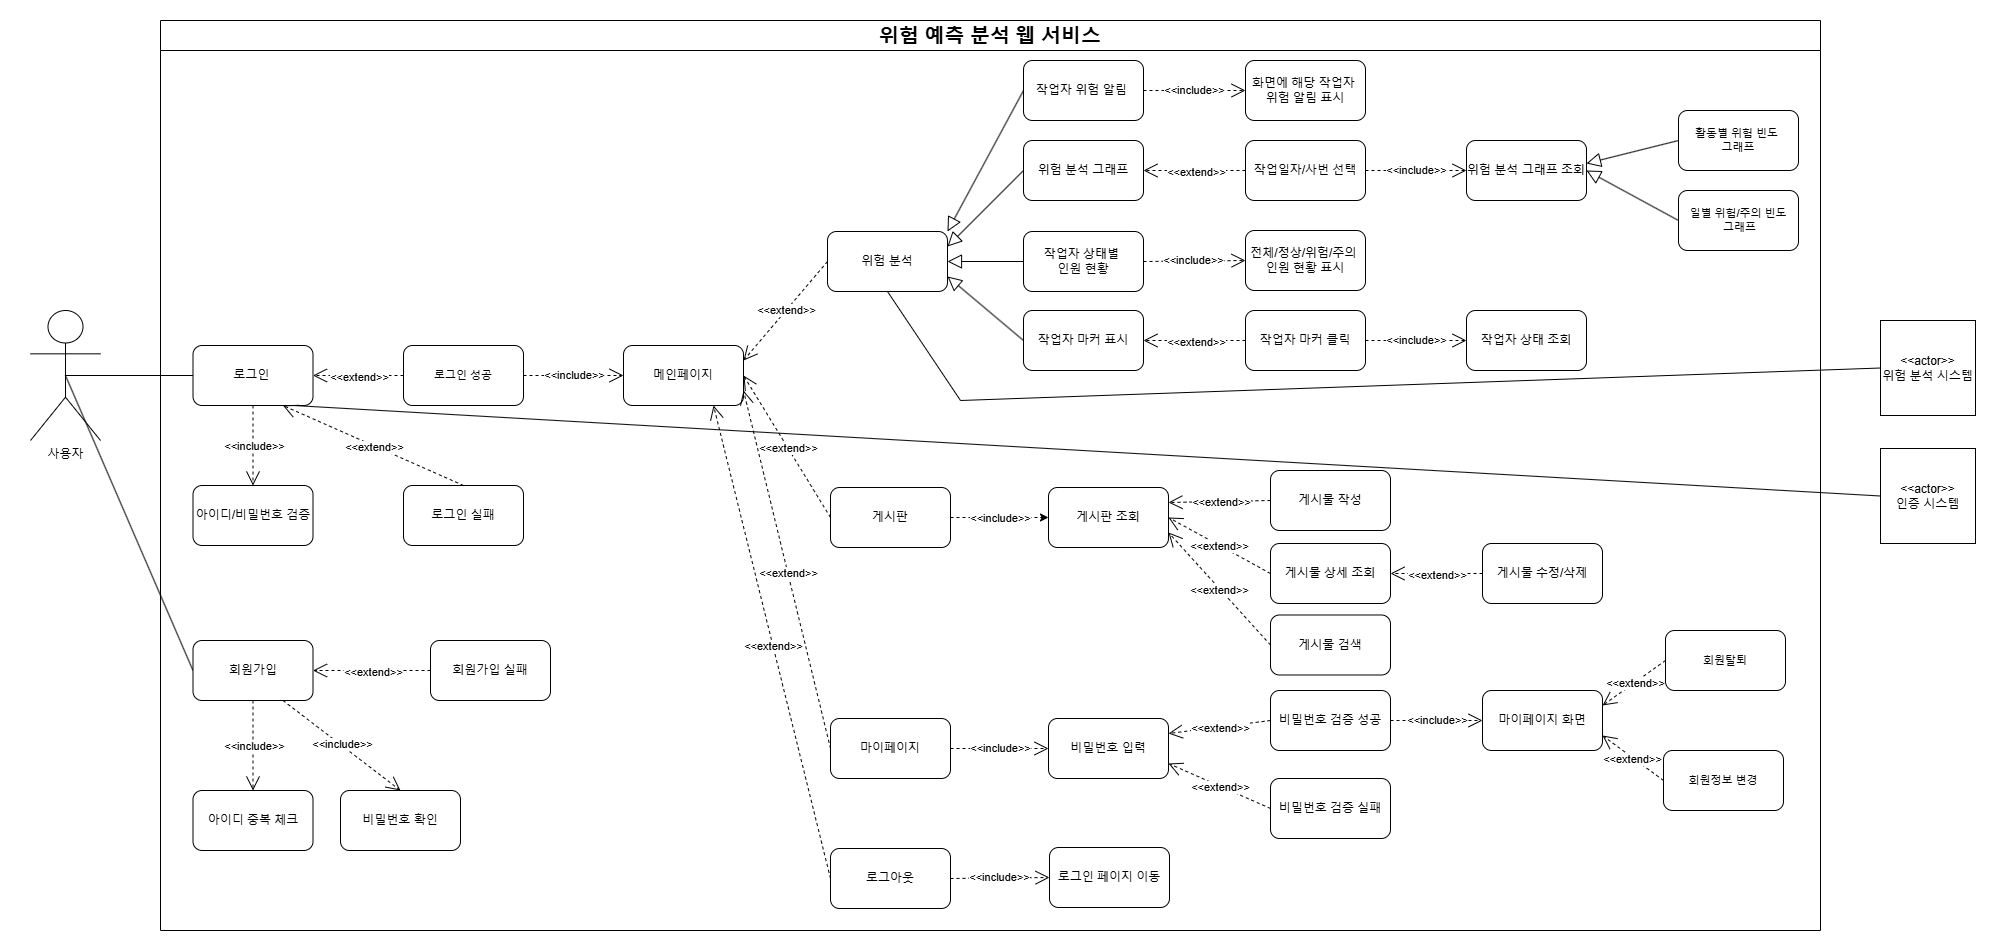 위험 예측 분석 웹 서비스
작업자 위험 알림
<<include>>
화면에 해당 작업자
위험 알림 표시
위험 분석 그래프
<<extend>>
작업일자/사번 선택
<<include>>
위험 분석 그래프 조회
활동별 위험 빈도
그래프
일별 위험/주의 빈도
그래프
위험 분석
작업자 상태별
인원 현황
<<include>>
전체/정상/위험/주의
인원 현황 표시
<<extend>>
작업자 마커 표시
<<extend>>
작업자 마커 클릭
<<include>>
작업자 상태 조회
사용자
로그인
<<extend>>
로그인 성공
<<include>>
메인페이지
<<actor>>
위험 분석 시스템
<<include>>
<<extend>>
<<extend>>
아이디/비밀번호 검증
로그인 실패
게시판
<<include>>
게시판 조회
<<extend>>
게시물 작성
<<actor>>
인증 시스템
<<extend>>
<<extend>>
게시물 상세 조회
<<extend>>
게시물 수정/삭제
<<extend>>
게시물 검색
<<extend>>
회원가입
<<extend>>
회원가입 실패
회원탈퇴
<<extend>>
<<include>>
<<include>>
마이페이지
<<include>>
비밀번호 입력
<<extend>>
비밀번호 검증 성공
<<include>>
마이페이지 화면
<<extend>>
회원정보 변경
<<extend>>
비밀번호 검증 실패
아이디 중복 체크
비밀번호 확인
로그아웃
<<include>>
로그인 페이지 이동